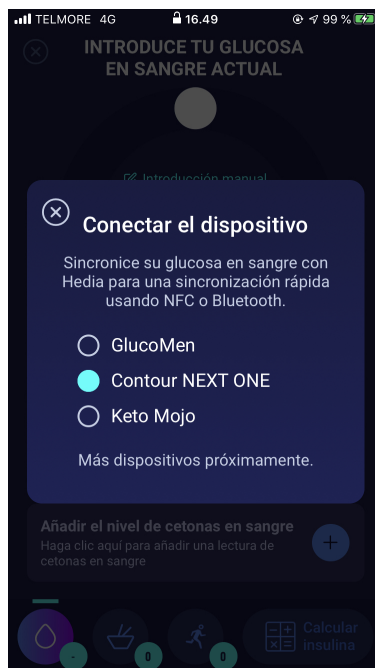 TELMORE 4G 16.49 99 %
INTRODUCE TU GLUCOSA
EN SANGRE ACTUAL
Introducción manual
Conectar el dispositivo
Sincronice su glucosa en sangre con
Hedia para una sincronización rápida
usando NFC o Bluetooth.
GlucoMen
Contour NEXT ONE
Keto Mojo
Más dispositivos próximamente.
Añadir el nivel de cetonas en sangre
Haga clic aquí para añadir una lectura de
cetonas en sangre
- 0 0
Calcular
insulina